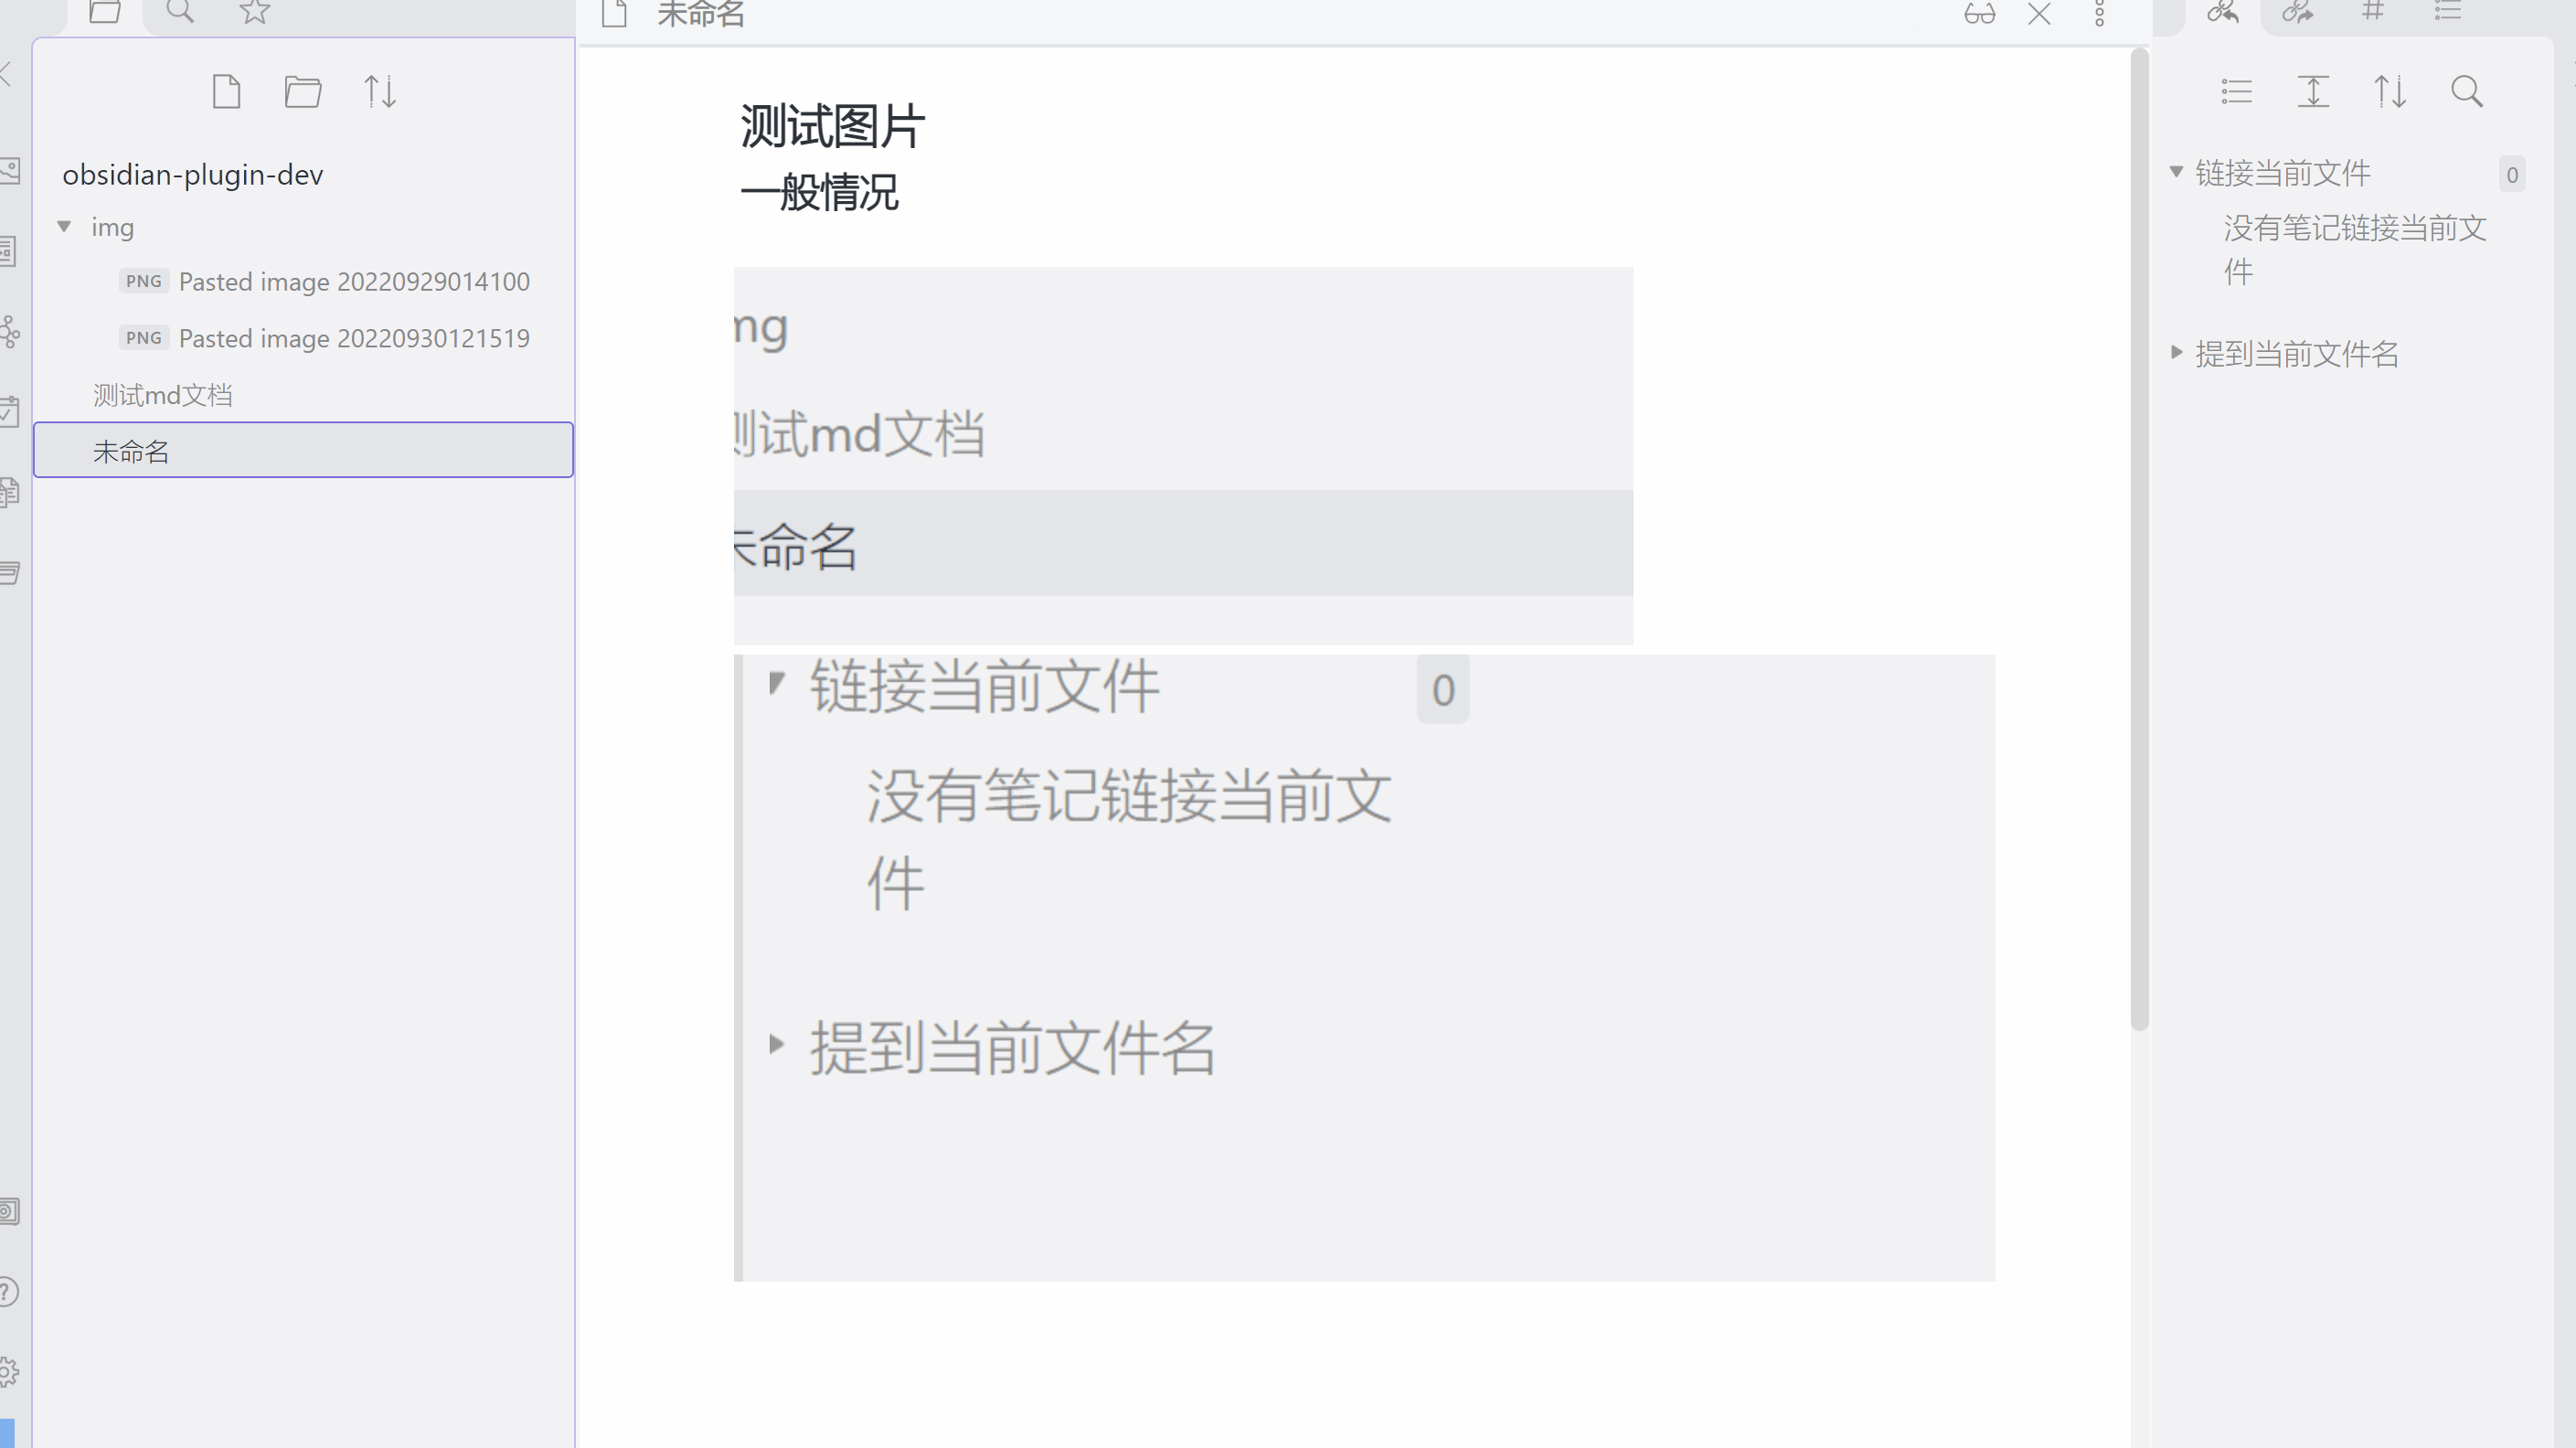 未命名
obsidian-plugin-dev
img
PNG Pasted image 20220929014100
PNG Pasted image 20220930121519
测试md文档
未命名
测试图片
一般情况
mg
测试md文档
未命名
链接当前文件 0
没有笔记链接当前文
件
提到当前文件名
链接当前文件 0
没有笔记链接当前文
件
提到当前文件名